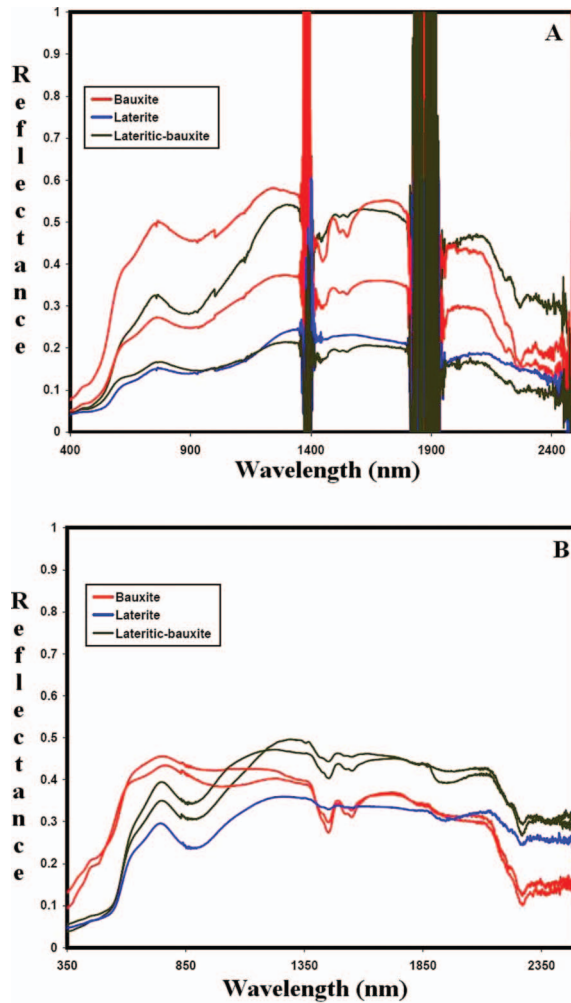 A
Reflectance
1
0.9
0.8
0.7
0.6
0.5
0.4
0.3
0.2
0.1
0
Bauxite
Laterite
Lateritic-bauxite
400 900 1400 1900 2400
Wavelength (nm)
B
Reflectance
1
0.9
0.8
0.7
0.6
0.5
0.4
0.3
0.2
0.1
0
Bauxite
Laterite
Lateritic-bauxite
350 850 1350 1850 2350
Wavelength (nm)